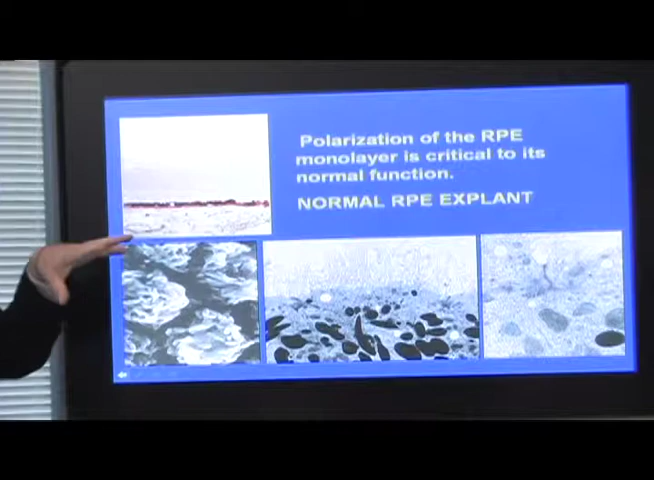 Polarization of the RPE
monolayer is critical to its
normal function.
NORMAL RPE EXPLANT